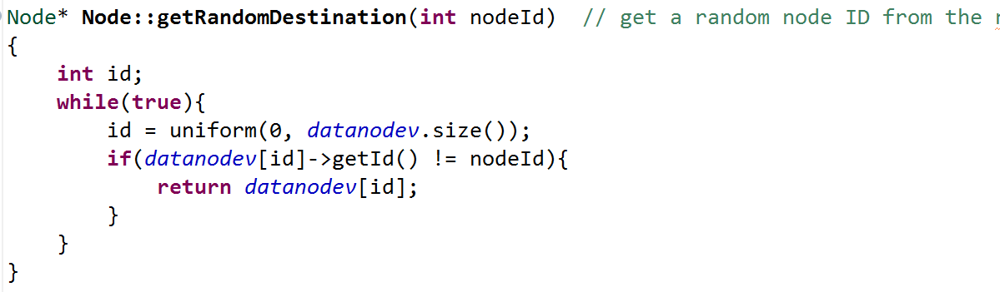 Node* Node::getRandomDestination(int nodeId)  // get a random node ID from the
{
    int id;
    while(true){
        id = uniform(0, datanodev.size());
        if(datanodev[id]->getId() != nodeId){
            return datanodev[id];
        }
    }
}